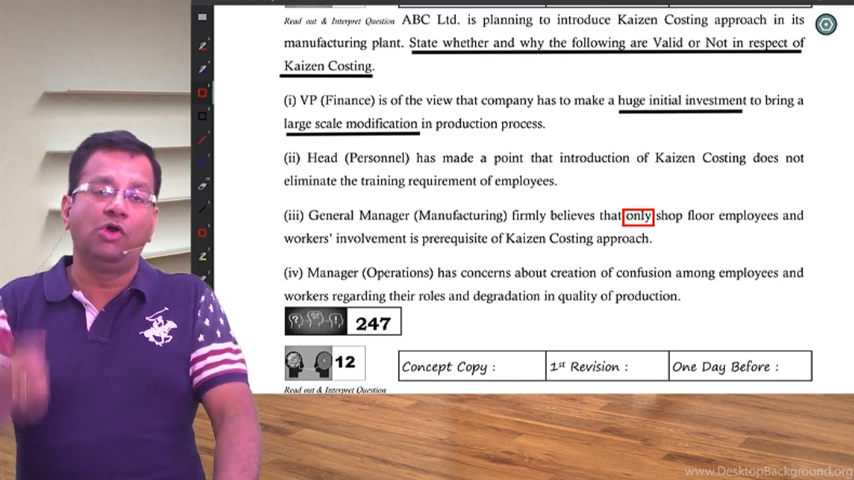 Read out & Interpret Question ABC Ltd. is planning to introduce Kaizen Costing approach in its
manufacturing plant. State whether and why the following are Valid or Not in respect of
Kaizen Costing.
(i) VP (Finance) is of the view that company has to make a huge initial investment to bring a
large scale modification in production process.
(ii) Head (Personnel) has made a point that introduction of Kaizen Costing does not
eliminate the training requirement of employees.
(iii) General Manager (Manufacturing) firmly believes that only shop floor employees and
workers' involvement is prerequisite of Kaizen Costing approach.
(iv) Manager (Operations) has concerns about creation of confusion among employees and
workers regarding their roles and degradation in quality of production.
247
12
Concept Copy : 1st Revision : One Day Before :
Read out & Interpret Question
www.DesktopBackground.org